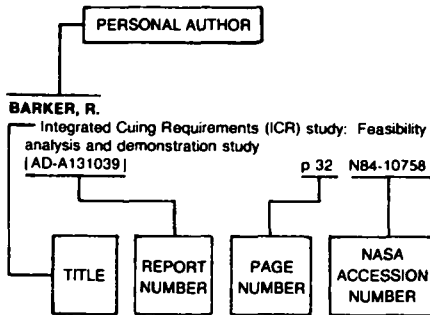 PERSONAL AUTHOR
BARKER, R.
Integrated Cuing Requirements (ICR) study: Feasibility
analysis and demonstration study
[AD-A131039] p 32 N84-10758
TITLE
REPORT
NUMBER
PAGE
NUMBER
NASA
ACCESSION
NUMBER